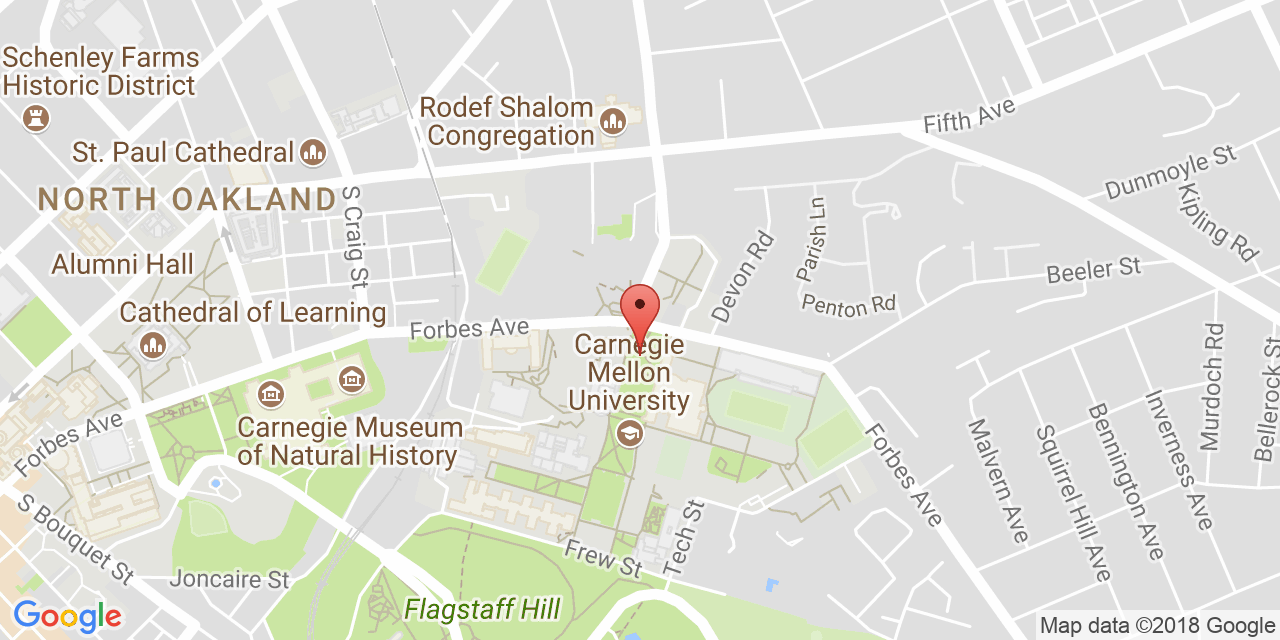 Schenley Farms
Historic District
Rodef Shalom
Congregation
Fifth Ave
St. Paul Cathedral
Dunmoyle St
NORTH OAKLAND
S Craig St
Parish Ln
Kipling Rd
Devon Rd
Alumni Hall
Beeler St
Penton Rd
Cathedral of Learning
Forbes Ave
Carnegie
Mellon
University
Murdoch Rd
Bellerock St
Forbes Ave
Carnegie Museum
of Natural History
Forbes Ave
Malvern Ave
Squirrel Hill Ave
Bennington Ave
Inverness Ave
S Bouquet St
Tech St
Frew St
Joncaire St
Flagstaff Hill
Google
Map data ©2018 Google